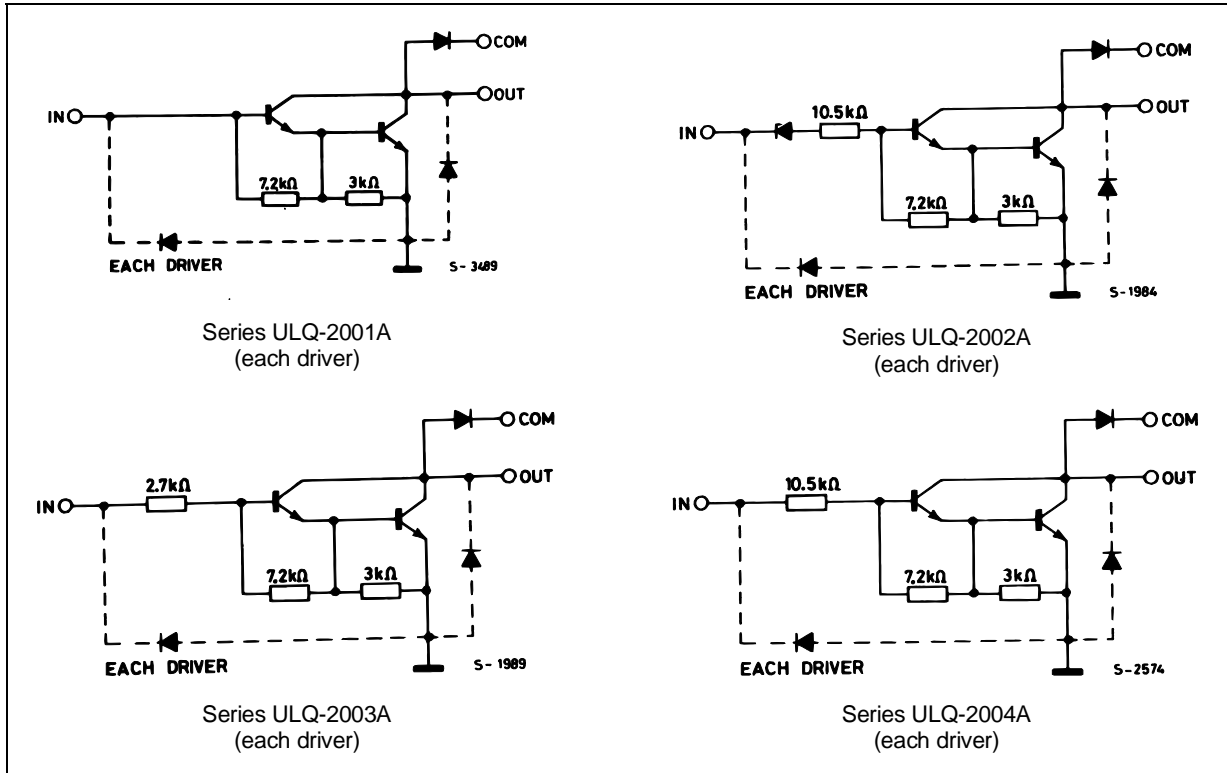 COM
OUT
IN
7.2kΩ
3kΩ
EACH DRIVER
S-3489
Series ULQ-2001A
(each driver)
COM
OUT
IN
10.5kΩ
7.2kΩ
3kΩ
EACH DRIVER
S-1984
Series ULQ-2002A
(each driver)
COM
OUT
IN
2.7kΩ
7.2kΩ
3kΩ
EACH DRIVER
S-1989
Series ULQ-2003A
(each driver)
COM
OUT
IN
10.5kΩ
7.2kΩ
3kΩ
EACH DRIVER
S-2574
Series ULQ-2004A
(each driver)